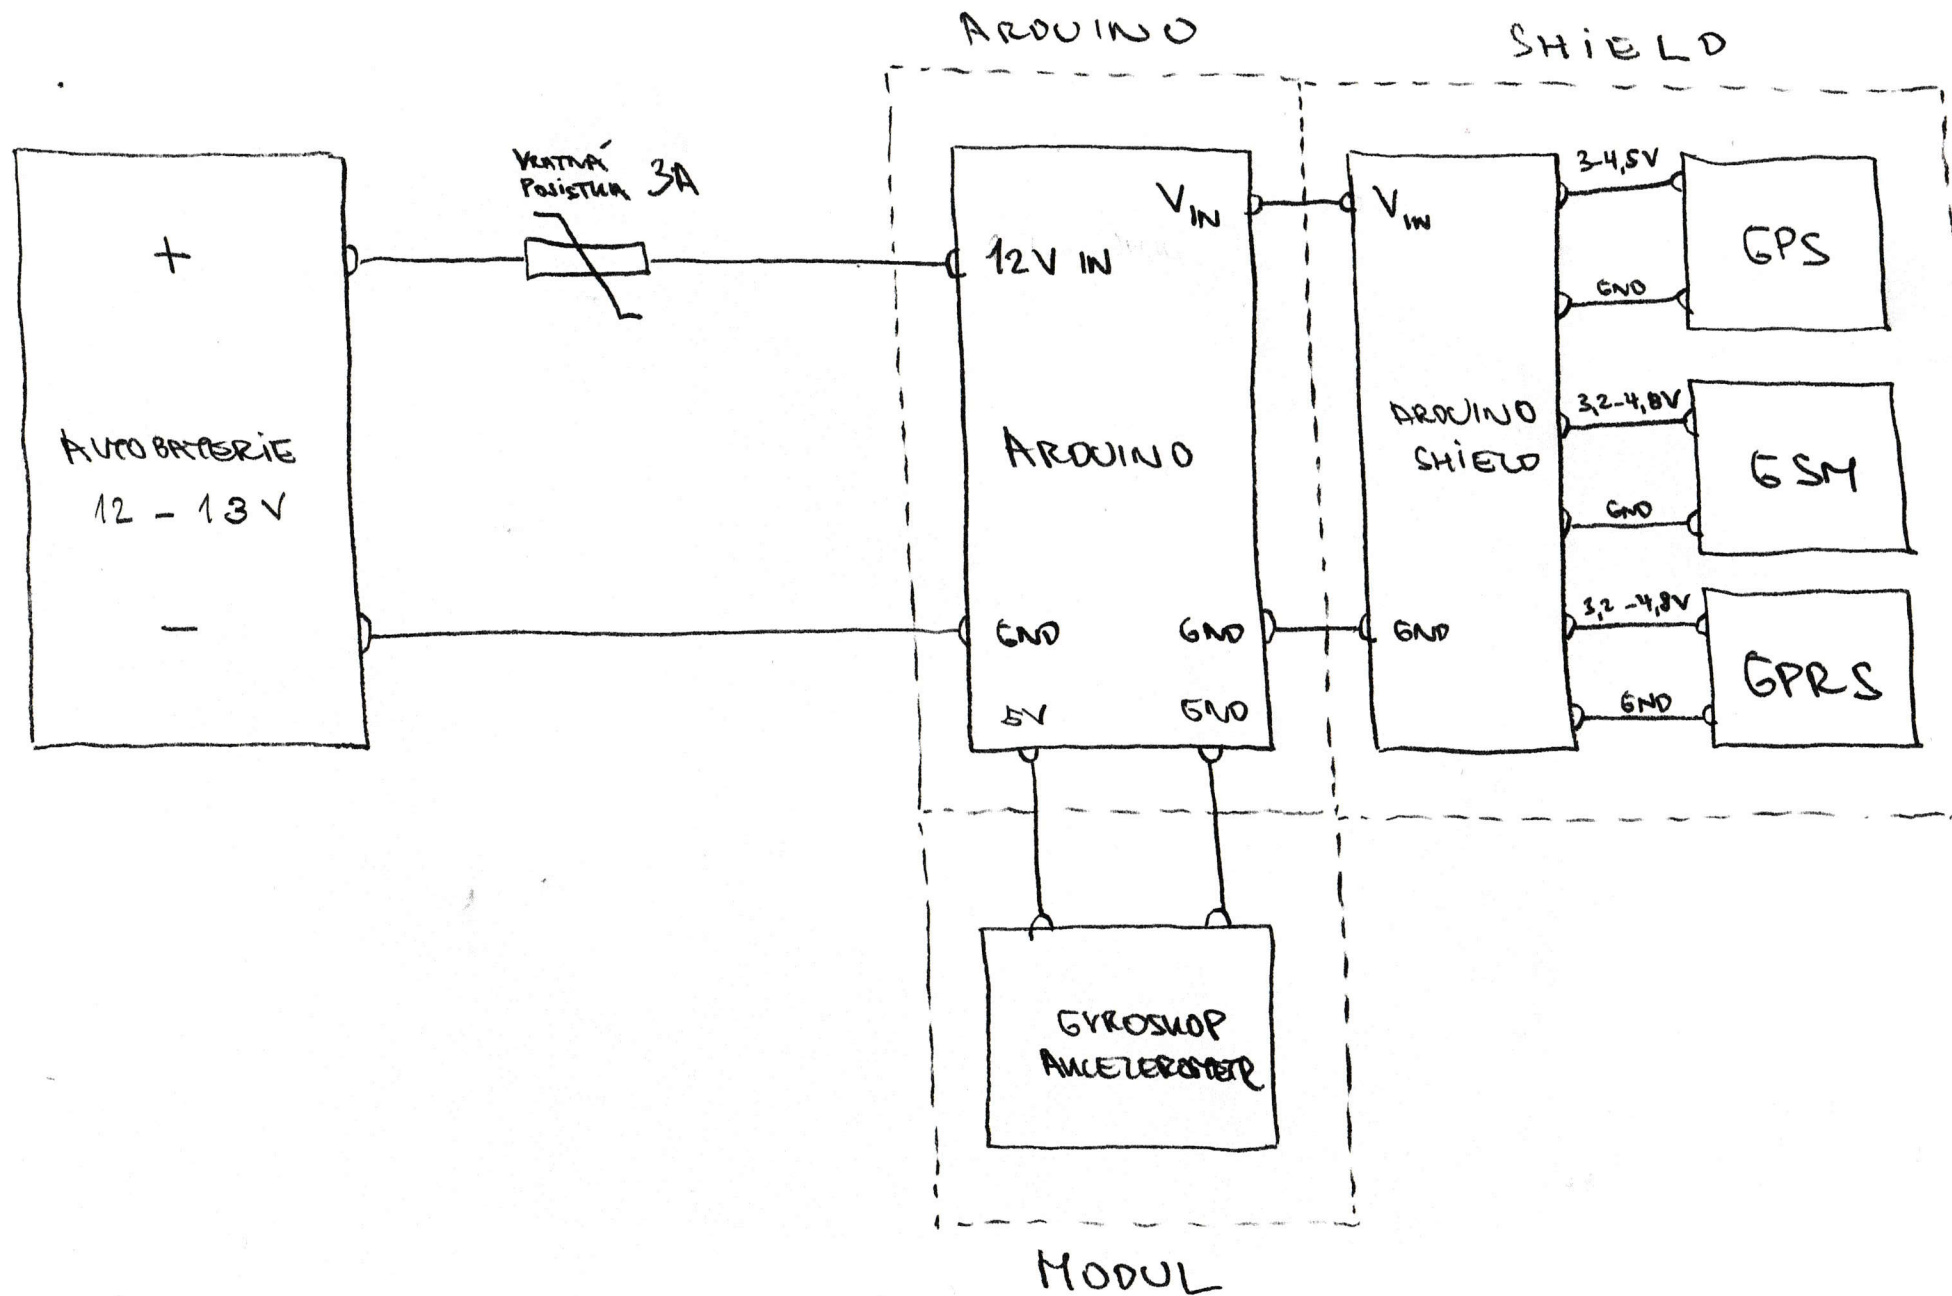 ARDUINO
SHiELD
VRATNÁ
POJISTKA 3A
+
AUTOBATERiE
12 - 13 V
-
VIN
12V IN
ARDUINO
GND
GND
5V
GND
VIN
ARDUINO
SHiELD
GND
3-4,5V
GPS
GND
3,2-4,8V
GSM
GND
3,2-4,8V
GPRS
GND
GYROSKOP
AKCELEROMETR
MODUL